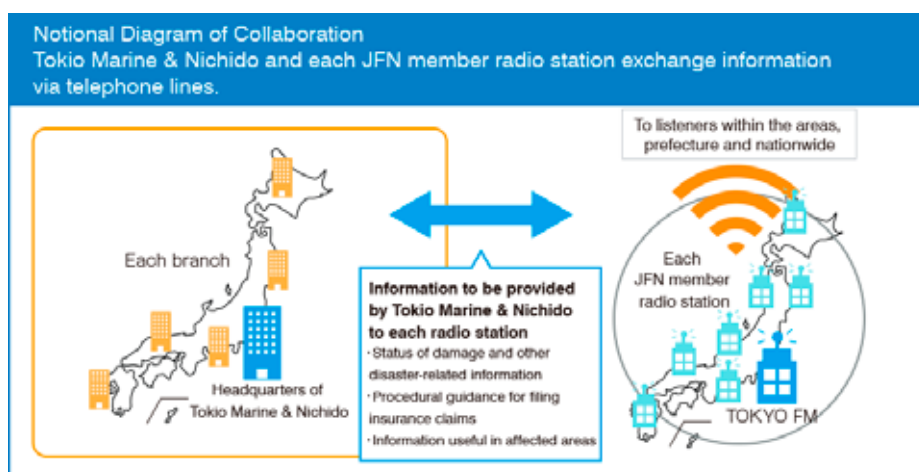 Notional Diagram of Collaboration
Tokio Marine & Nichido and each JFN member radio station exchange information
via telephone lines.
To listeners within the areas,
prefecture and nationwide
Each branch
Headquarters of
Tokio Marine & Nichido
Information to be provided
by Tokio Marine & Nichido
to each radio station
·Status of damage and other
disaster-related information
·Procedural guidance for filing
insurance claims
·Information useful in affected areas
Each
JFN member
radio station
TOKYO FM